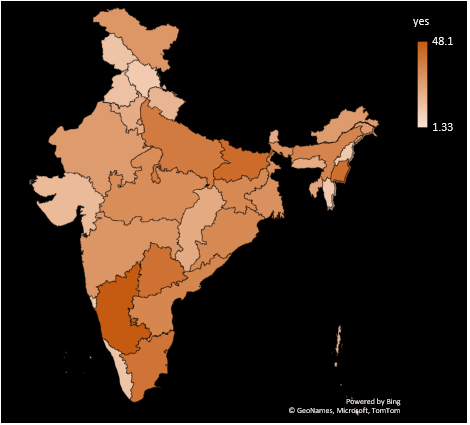 yes
48.1
1.33
Powered by Bing
© GeoNames, Microsoft, TomTom